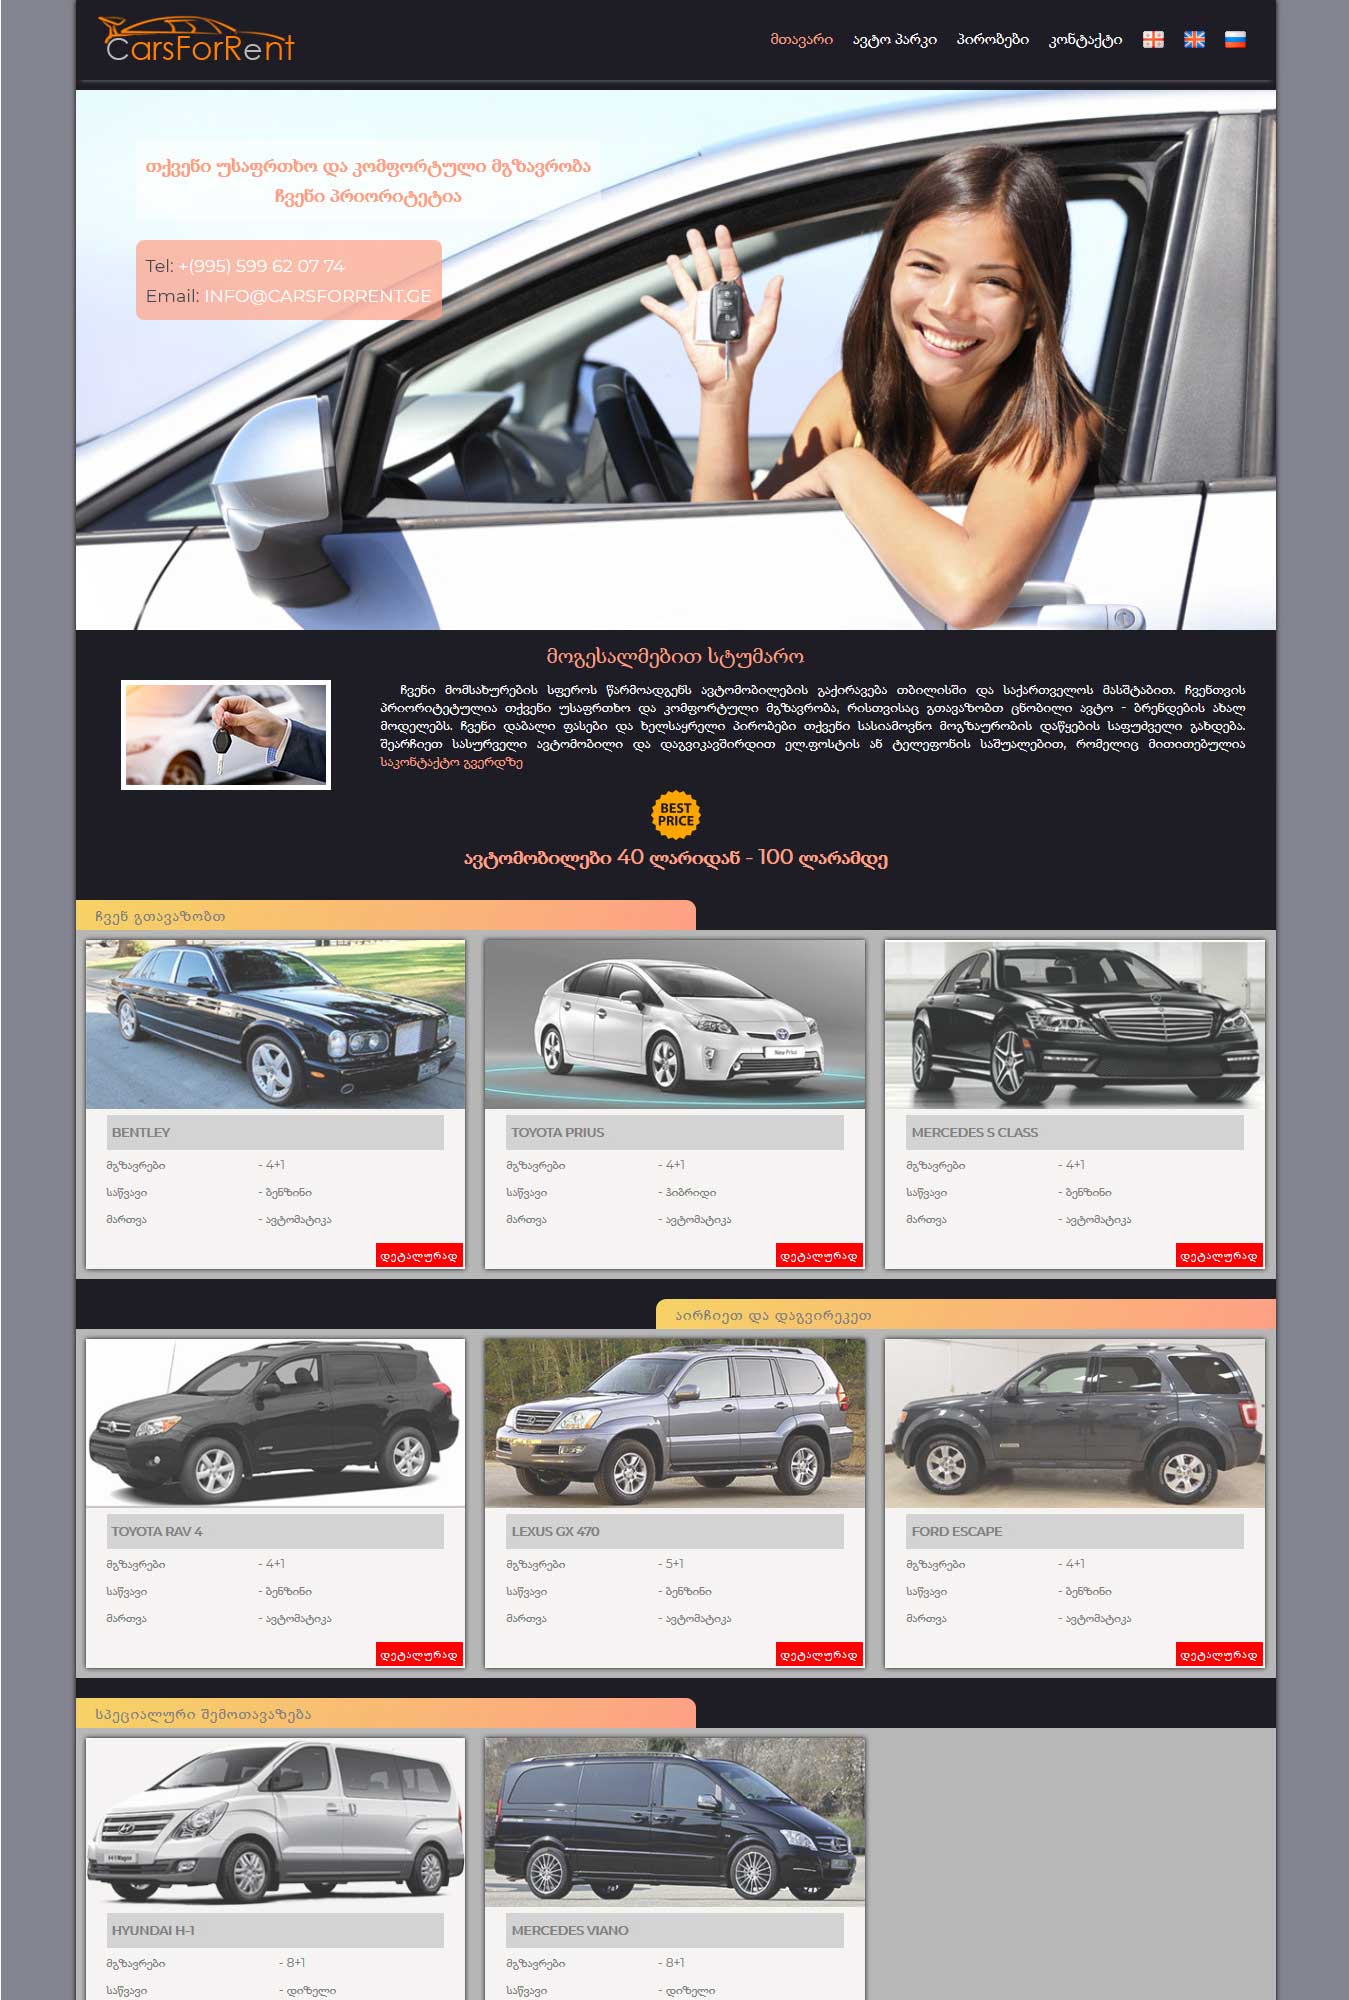 CarsForRent
მთავარი ავტო პარკი პირობები კონტაქტი
თქვენი უსაფრთხო და კომფორტული მგზავრობა
ჩვენი პრიორიტეტია
Tel: +(995) 599 62 07 74
Email: INFO@CARSFORRENT.GE
მოგესალმებით სტუმარო
ჩვენი მომსახურების სფეროს წარმოადგენს ავტომობილების გაქირავება თბილისში და საქართველოს მასშტაბით. ჩვენთვის
პრიორიტეტულია თქვენი უსაფრთხო და კომფორტული მგზავრობა, რისთვისაც გთავაზობთ ცნობილი ავტო - ბრენდების ახალ
მოდელებს. ჩვენი დაბალი ფასები და ხელსაყრელი პირობები თქვენი სასიამოვნო მოგზაურობის დაწყების საფუძველი გახდება.
შეარჩიეთ სასურველი ავტომობილი და დაგვიკავშირდით ელ.ფოსტის ან ტელეფონის საშუალებით, რომელიც მითითებულია
საკონტაქტო გვერდზე
BEST
PRICE
ავტომობილები 40 ლარიდან - 100 ლარამდე
ჩვენ გთავაზობთ
New Prius
BENTLEY
მგზავრები - 4+1
საწვავი - ბენზინი
მართვა - ავტომატიკა
დეტალურად
TOYOTA PRIUS
მგზავრები - 4+1
საწვავი - ჰიბრიდი
მართვა - ავტომატიკა
დეტალურად
MERCEDES S CLASS
მგზავრები - 4+1
საწვავი - ბენზინი
მართვა - ავტომატიკა
დეტალურად
აირჩიეთ და დაგვირეკეთ
TOYOTA RAV 4
მგზავრები - 4+1
საწვავი - ბენზინი
მართვა - ავტომატიკა
დეტალურად
LEXUS GX 470
მგზავრები - 5+1
საწვავი - ბენზინი
მართვა - ავტომატიკა
დეტალურად
FORD ESCAPE
მგზავრები - 4+1
საწვავი - ბენზინი
მართვა - ავტომატიკა
დეტალურად
სპეციალური შემოთავაზება
HYUNDAI H-1
მგზავრები - 8+1
საწვავი - დიზელი
MERCEDES VIANO
მგზავრები - 8+1
საწვავი - დიზელი